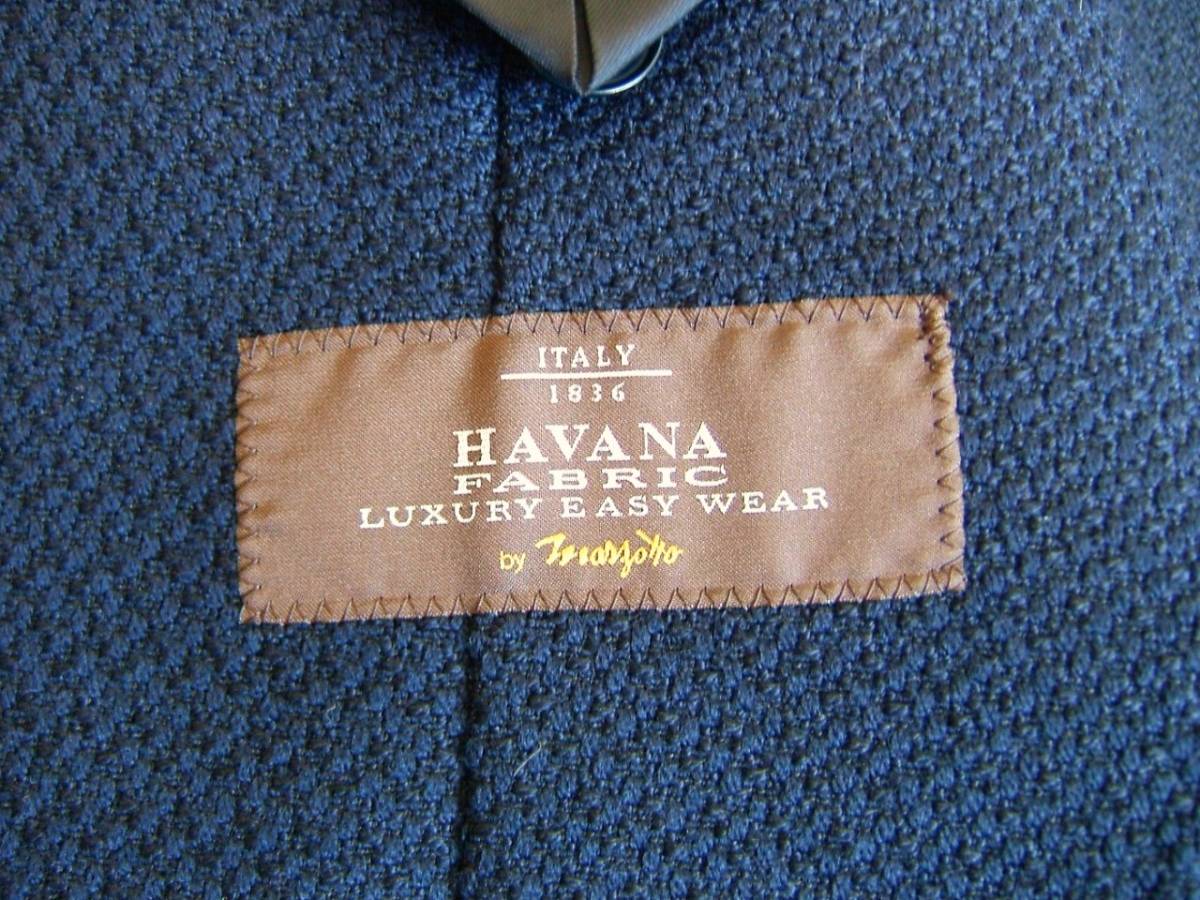 ITALY
1836
HAVANA
FABRIC
LUXURY EASY WEAR
by Marzotto